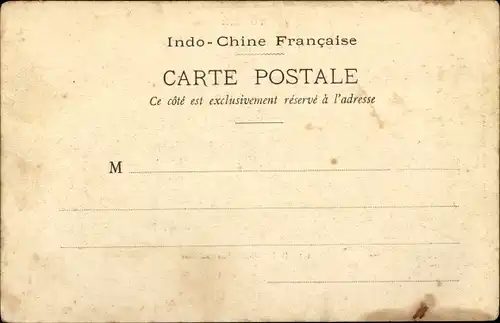 Indo-Chine Française
CARTE POSTALE
Ce côté est exclusivement réservé à l'adresse
M